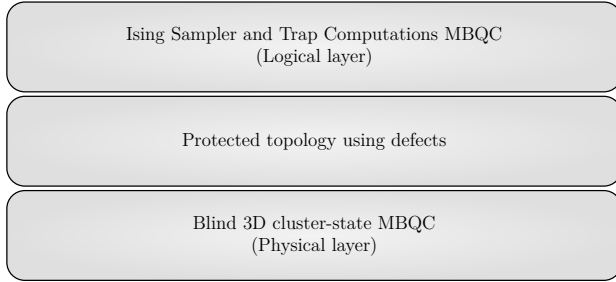 Ising Sampler and Trap Computations MBQC
(Logical layer)
Protected topology using defects
Blind 3D cluster-state MBQC
(Physical layer)